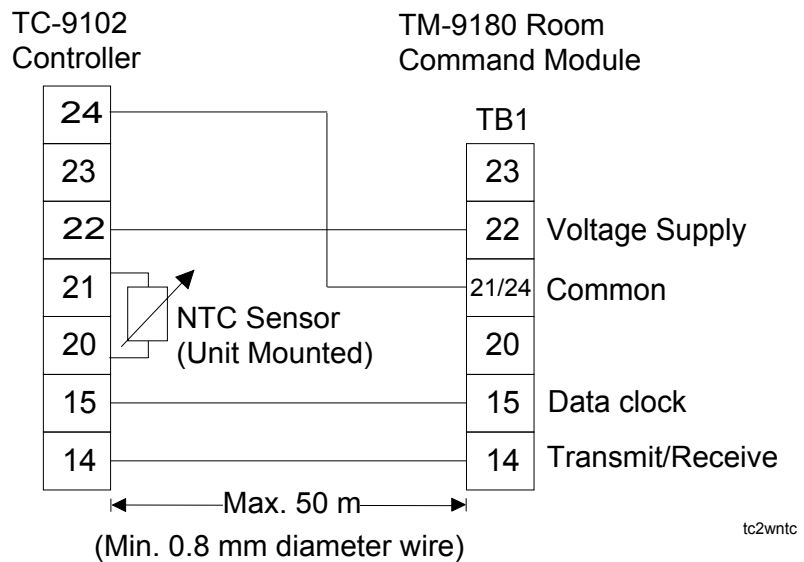 TC-9102
Controller
TM-9180 Room
Command Module
TB1
24
23
22
21
20
15
14
NTC Sensor
(Unit Mounted)
23
22 Voltage Supply
21/24 Common
20
15 Data clock
14 Transmit/Receive
Max. 50 m
(Min. 0.8 mm diameter wire)
tc2wntc